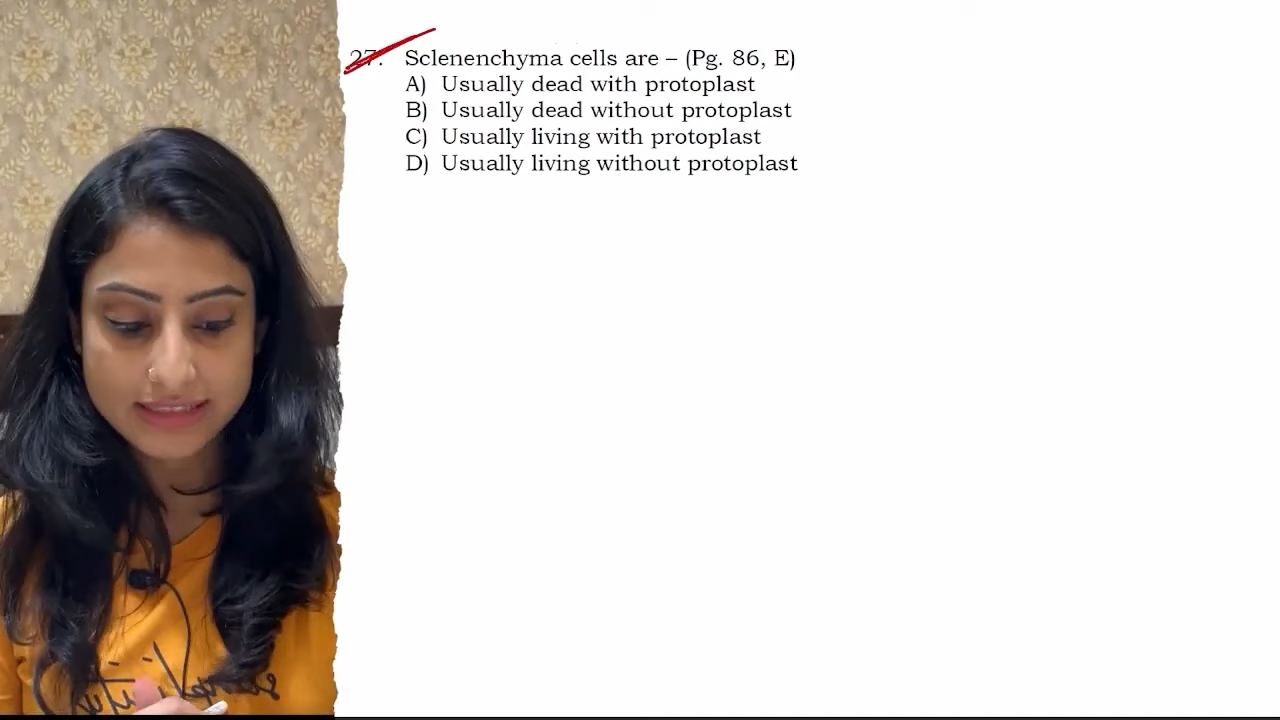 27. Sclenenchyma cells are – (Pg. 86, E)
A) Usually dead with protoplast
B) Usually dead without protoplast
C) Usually living with protoplast
D) Usually living without protoplast